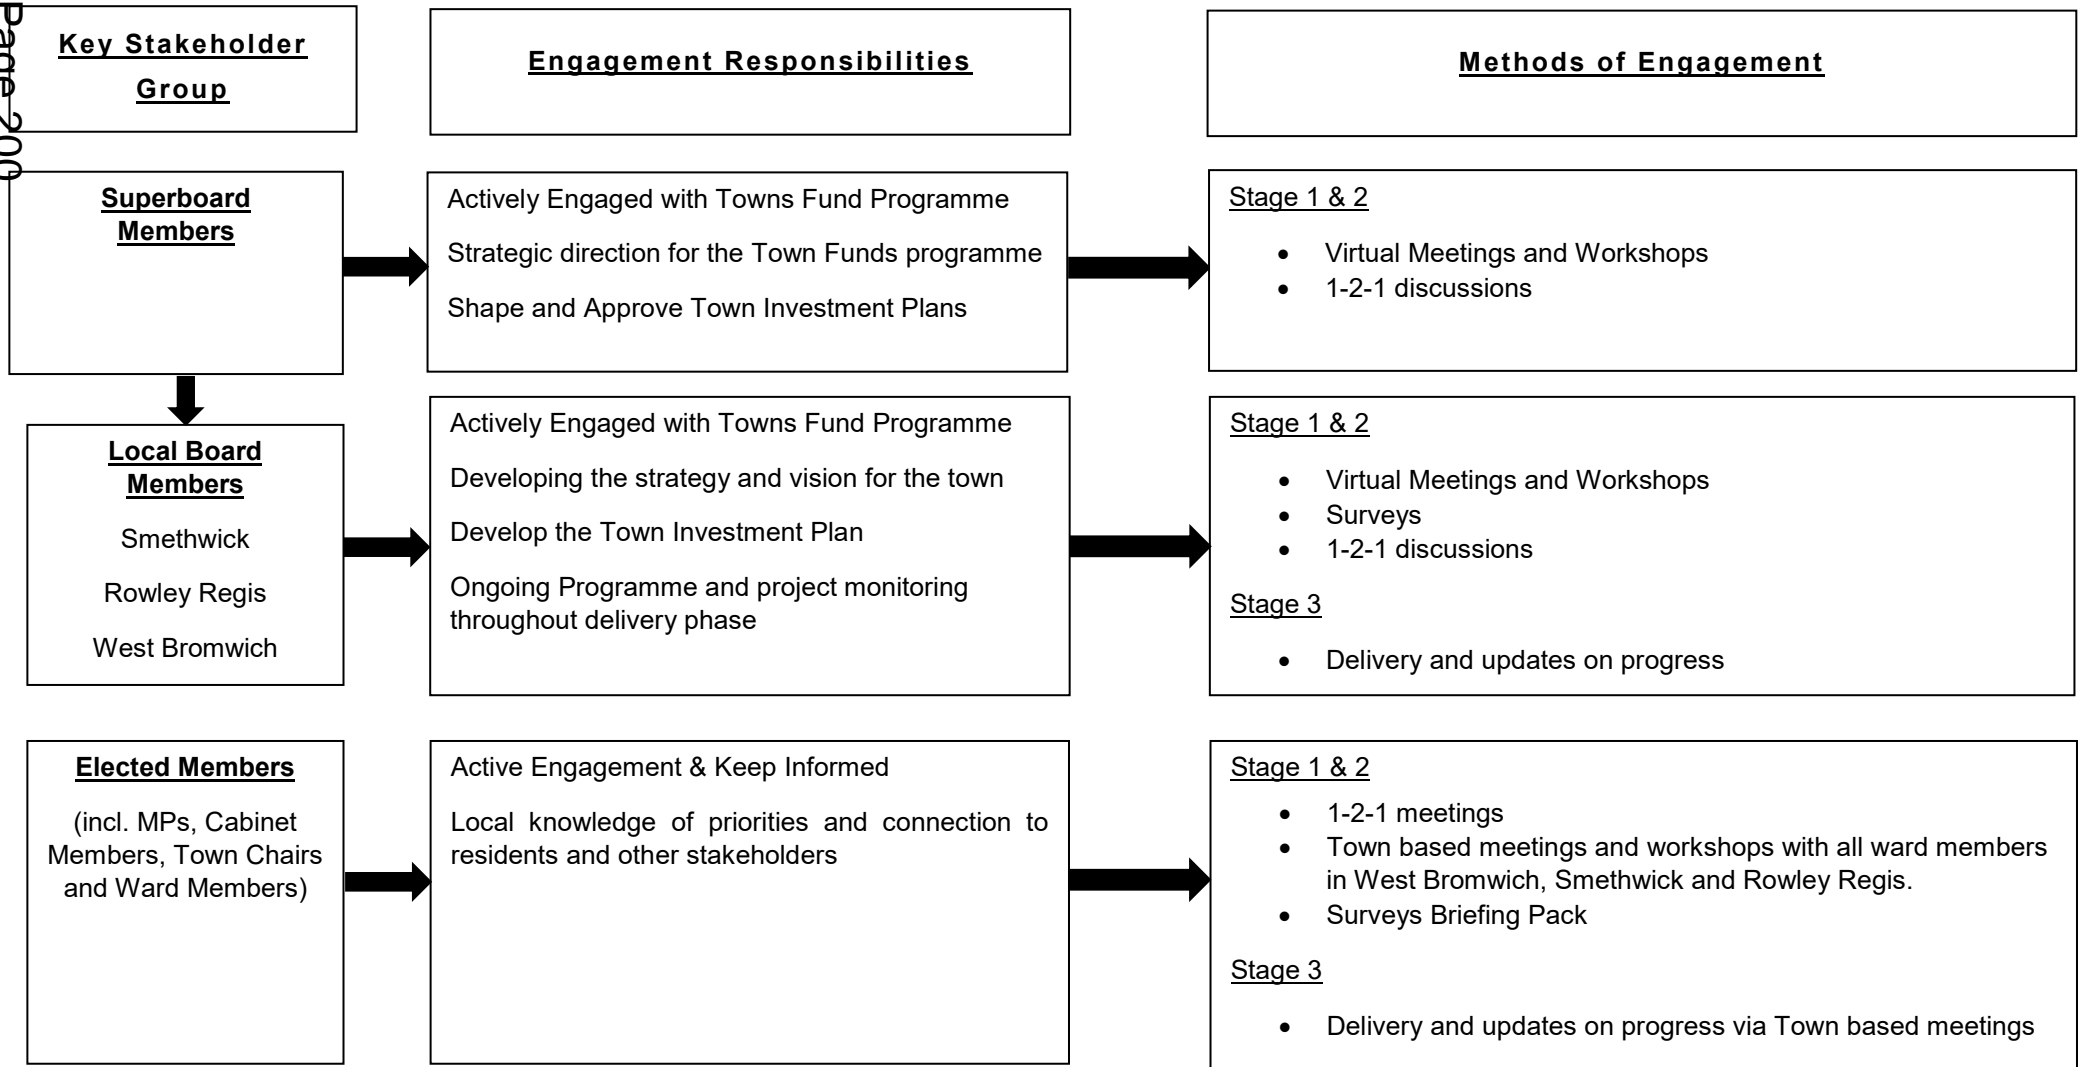 Page 200
Key Stakeholder
Group
Engagement Responsibilities
Methods of Engagement
Superboard
Members
Actively Engaged with Towns Fund Programme
Strategic direction for the Town Funds programme
Shape and Approve Town Investment Plans
Stage 1 & 2
• Virtual Meetings and Workshops
• 1-2-1 discussions
Local Board
Members
Smethwick
Rowley Regis
West Bromwich
Actively Engaged with Towns Fund Programme
Developing the strategy and vision for the town
Develop the Town Investment Plan
Ongoing Programme and project monitoring
throughout delivery phase
Stage 1 & 2
• Virtual Meetings and Workshops
• Surveys
• 1-2-1 discussions
Stage 3
• Delivery and updates on progress
Elected Members
(incl. MPs, Cabinet
Members, Town Chairs
and Ward Members)
Active Engagement & Keep Informed
Local knowledge of priorities and connection to
residents and other stakeholders
Stage 1 & 2
• 1-2-1 meetings
• Town based meetings and workshops with all ward members
in West Bromwich, Smethwick and Rowley Regis.
• Surveys Briefing Pack
Stage 3
• Delivery and updates on progress via Town based meetings